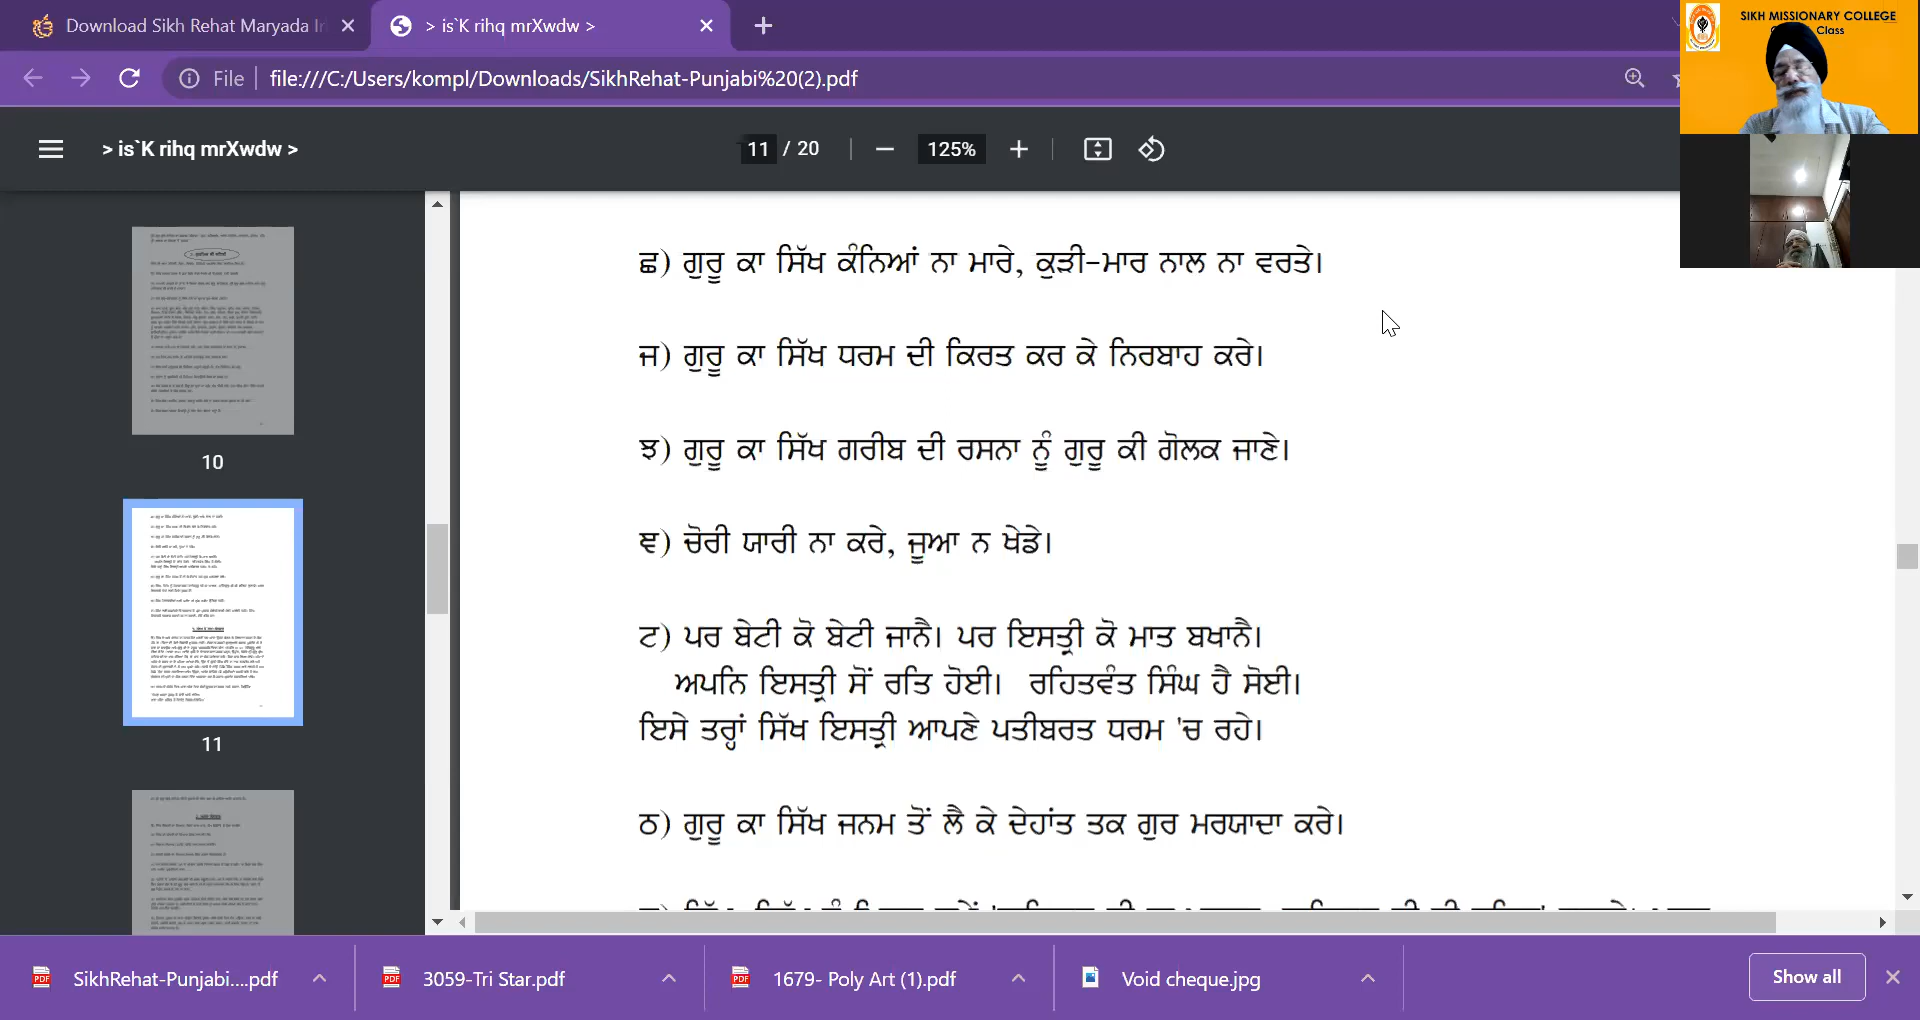 Download Sikh Rehat Maryada
> is`K rihq mrXwdw >
File
file:///C:/Users/kompl/Downloads/SikhRehat-Punjabi%20(2).pdf
SIKH MISSIONARY COLLEGE
Class
> is`K rihq mrXwdw >
11 / 20
125%
ਛ) ਗੁਰੂ ਕਾ ਸਿੱਖ ਕੰਨਿਆਂ ਨਾ ਮਾਰੇ, ਕੁੜੀ-ਮਾਰ ਨਾਲ ਨਾ ਵਰਤੇ।
ਜ) ਗੁਰੂ ਕਾ ਸਿੱਖ ਧਰਮ ਦੀ ਕਿਰਤ ਕਰ ਕੇ ਨਿਰਬਾਹ ਕਰੇ।
ਝ) ਗੁਰੂ ਕਾ ਸਿੱਖ ਗਰੀਬ ਦੀ ਰਸਨਾ ਨੂੰ ਗੁਰੂ ਕੀ ਗੋਲਕ ਜਾਣੇ।
ਞ) ਚੋਰੀ ਯਾਰੀ ਨਾ ਕਰੇ, ਜੂਆ ਨ ਖੇਡੇ।
ਟ) ਪਰ ਬੇਟੀ ਕੋ ਬੇਟੀ ਜਾਨੈ। ਪਰ ਇਸਤ੍ਰੀ ਕੋ ਮਾਤ ਬਖਾਨੈ।
ਅਪਨਿ ਇਸਤ੍ਰੀ ਸੋਂ ਰਤਿ ਹੋਈ। ਰਹਿਤਵੰਤ ਸਿੰਘ ਹੈ ਸੋਈ।
ਇਸੇ ਤਰ੍ਹਾਂ ਸਿੱਖ ਇਸਤ੍ਰੀ ਆਪਣੇ ਪਤੀਬਰਤ ਧਰਮ 'ਚ ਰਹੇ।
ਠ) ਗੁਰੂ ਕਾ ਸਿੱਖ ਜਨਮ ਤੋਂ ਲੈ ਕੇ ਦੇਹਾਂਤ ਤਕ ਗੁਰ ਮਰਯਾਦਾ ਕਰੇ।
10
11
SikhRehat-Punjabi....pdf
3059-Tri Star.pdf
1679- Poly Art (1).pdf
Void cheque.jpg
Show all